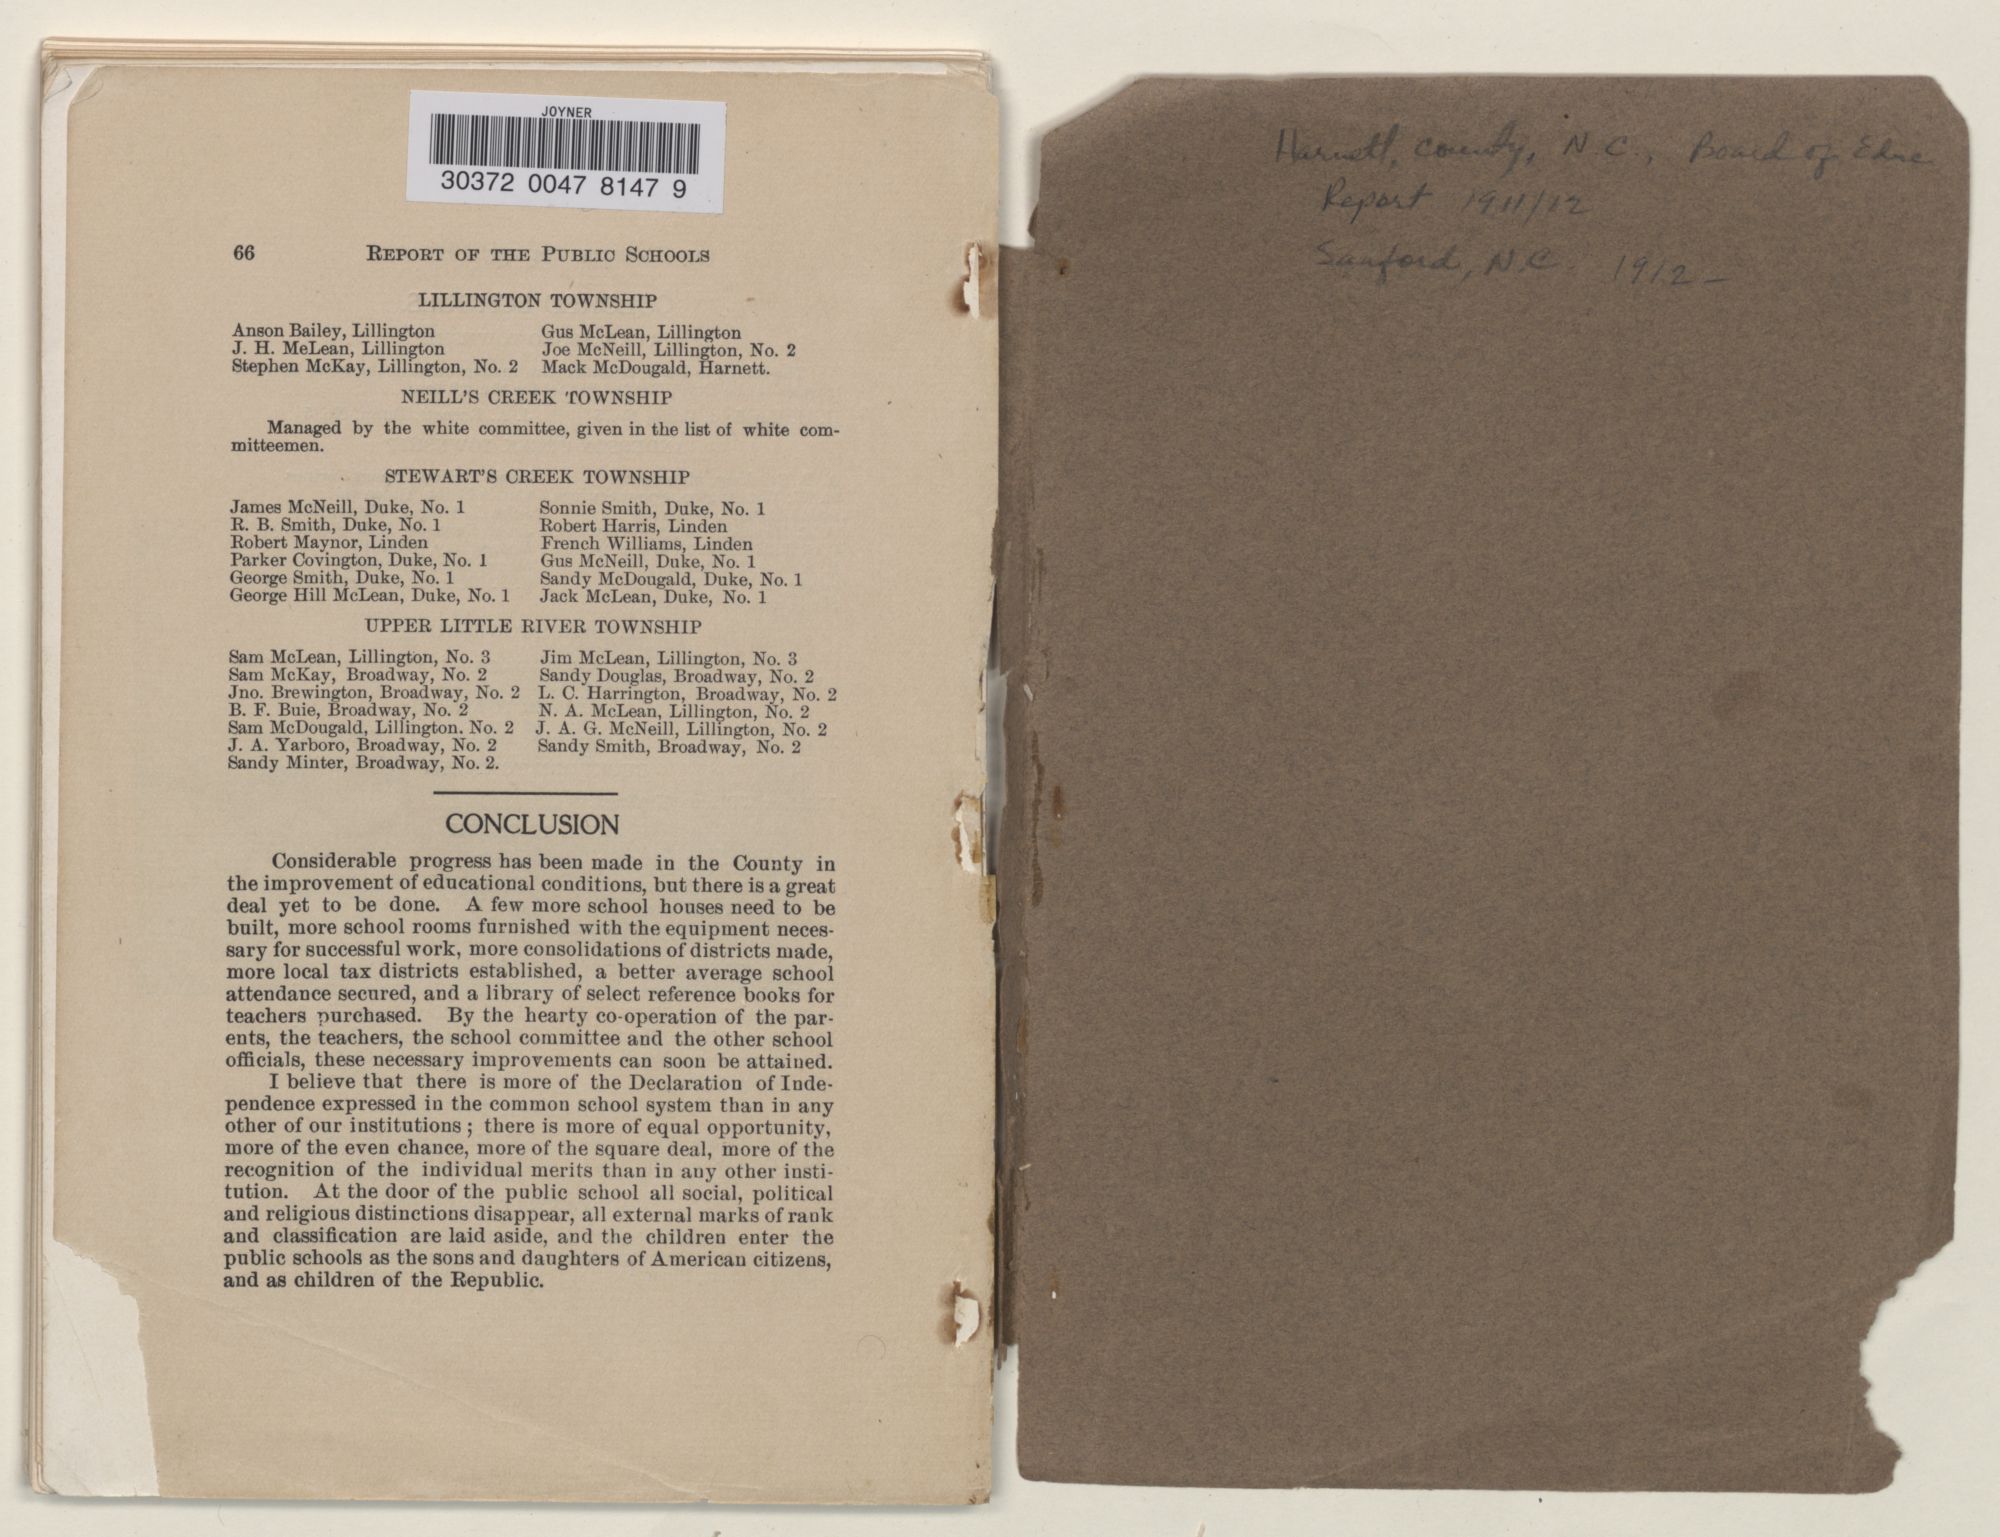 JOYNER
30372 0047 8147 9
66 REPORT OF THE PUBLIC SCHOOLS
LILLINGTON TOWNSHIP
Anson Bailey, Lillington Gus McLean, Lillington
J. H. MeLean, Lillington Joe McNeill, Lillington, No. 2
Stephen McKay, Lillington, No. 2 Mack McDougald, Harnett.
NEILL'S CREEK TOWNSHIP
Managed by the white committee, given in the list of white com-
mitteemen.
STEWART'S CREEK TOWNSHIP
James McNeill, Duke, No. 1 Sonnie Smith, Duke, No. 1
R. B. Smith, Duke, No. 1 Robert Harris, Linden
Robert Maynor, Linden French Williams, Linden
Parker Covington, Duke, No. 1 Gus McNeill, Duke, No. 1
George Smith, Duke, No. 1 Sandy McDougald, Duke, No. 1
George Hill McLean, Duke, No. 1 Jack McLean, Duke, No. 1
UPPER LITTLE RIVER TOWNSHIP
Sam McLean, Lillington, No. 3 Jim McLean, Lillington, No. 3
Sam McKay, Broadway, No. 2 Sandy Douglas, Broadway, No. 2
Jno. Brewington, Broadway, No. 2 L. C. Harrington, Broadway, No. 2
B. F. Buie, Broadway, No. 2 N. A. McLean, Lillington, No. 2
Sam McDougald, Lillington. No. 2 J. A. G. McNeill, Lillington, No. 2
J. A. Yarboro, Broadway, No. 2 Sandy Smith, Broadway, No. 2
Sandy Minter, Broadway, No. 2.
CONCLUSION
Considerable progress has been made in the County in
the improvement of educational conditions, but there is a great
deal yet to be done. A few more school houses need to be
built, more school rooms furnished with the equipment neces-
sary for successful work, more consolidations of districts made,
more local tax districts established, a better average school
attendance secured, and a library of select reference books for
teachers purchased. By the hearty co-operation of the par-
ents, the teachers, the school committee and the other school
officials, these necessary improvements can soon be attained.
I believe that there is more of the Declaration of Inde-
pendence expressed in the common school system than in any
other of our institutions; there is more of equal opportunity,
more of the even chance, more of the square deal, more of the
recognition of the individual merits than in any other insti-
tution. At the door of the public school all social, political
and religious distinctions disappear, all external marks of rank
and classification are laid aside, and the children enter the
public schools as the sons and daughters of American citizens,
and as children of the Republic.
Harnett, County, N.C., Board of Educ
Report 1911/12
Sanford, N.C. 1912-